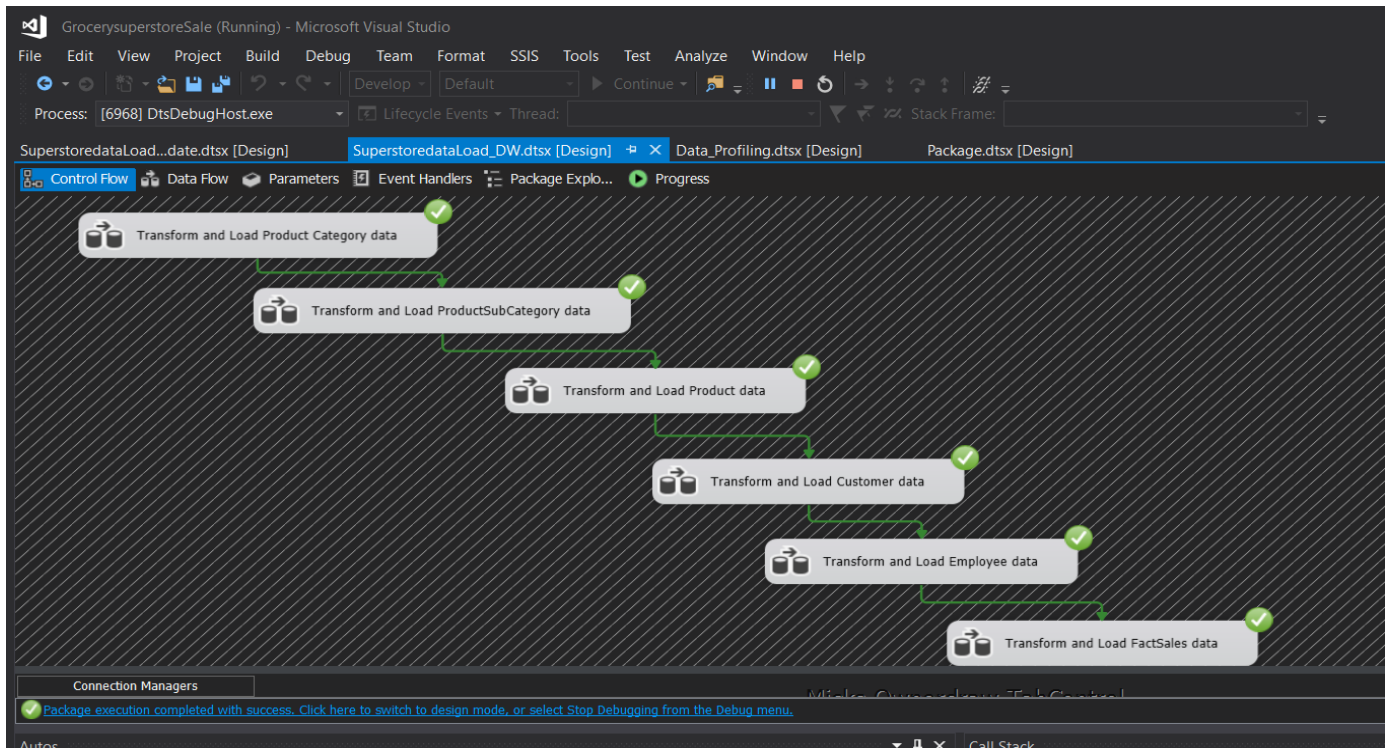 GrocerysuperstoreSale (Running) - Microsoft Visual Studio
File Edit View Project Build Debug Team Format SSIS Tools Test Analyze Window Help
Develop Default Continue
Process: [6968] DtsDebugHost.exe Lifecycle Events Thread: Stack Frame:
SuperstoredataLoad...date.dtsx [Design] SuperstoredataLoad_DW.dtsx [Design] Data_Profiling.dtsx [Design] Package.dtsx [Design]
Control Flow Data Flow Parameters Event Handlers Package Explo... Progress
Transform and Load Product Category data
Transform and Load ProductSubCategory data
Transform and Load Product data
Transform and Load Customer data
Transform and Load Employee data
Transform and Load FactSales data
Connection Managers
Package execution completed with success. Click here to switch to design mode, or select Stop Debugging from the Debug menu.
Autos Call Stack